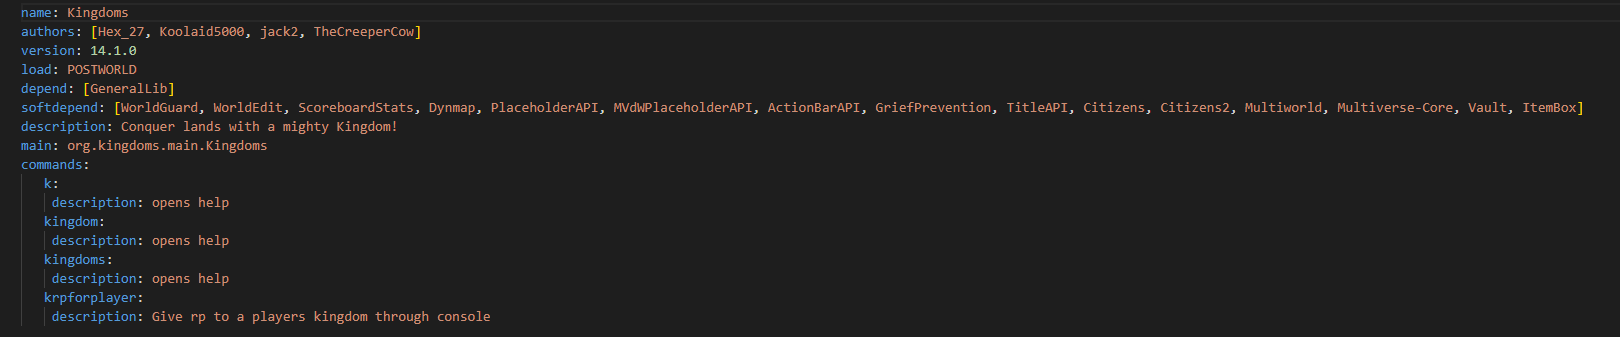 name: Kingdoms
authors: [Hex_27, Koolaid5000, jack2, TheCreeperCow]
version: 14.1.0
load: POSTWORLD
depend: [GeneralLib]
softdepend: [WorldGuard, WorldEdit, ScoreboardStats, Dynmap, PlaceholderAPI, MVdWPlaceholderAPI, ActionBarAPI, GriefPrevention, TitleAPI, Citizens, Citizens2, Multiworld, Multiverse-Core, Vault, ItemBox]
description: Conquer lands with a mighty Kingdom!
main: org.kingdoms.main.Kingdoms
commands:
   k:
    description: opens help
   kingdom:
    description: opens help
   kingdoms:
    description: opens help
   krpforplayer:
    description: Give rp to a players kingdom through console